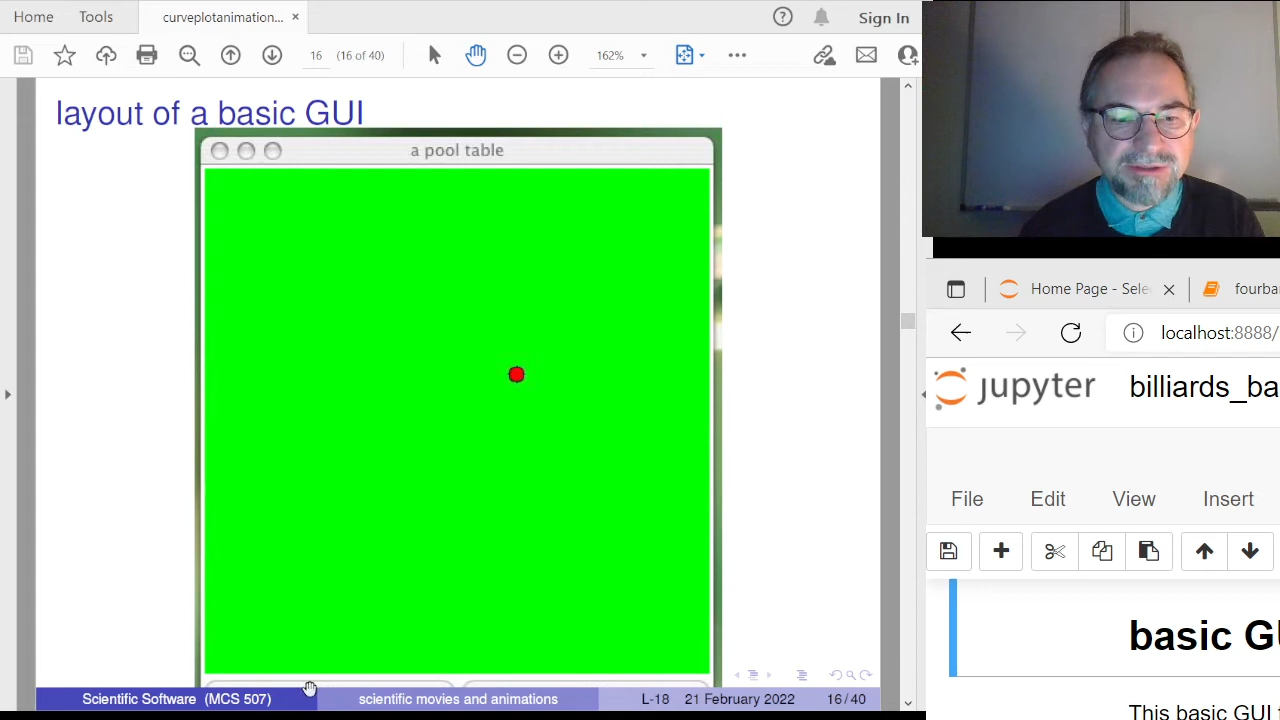 Home Tools curveplotanimation... × Sign In
16 (16 of 40) 162%
layout of a basic GUI
a pool table
Scientific Software (MCS 507) scientific movies and animations L-18 21 February 2022 16/40
Home Page - Sele × fourba
localhost:8888/
jupyter billiards_ba
File Edit View Insert
basic GU
This basic GUI